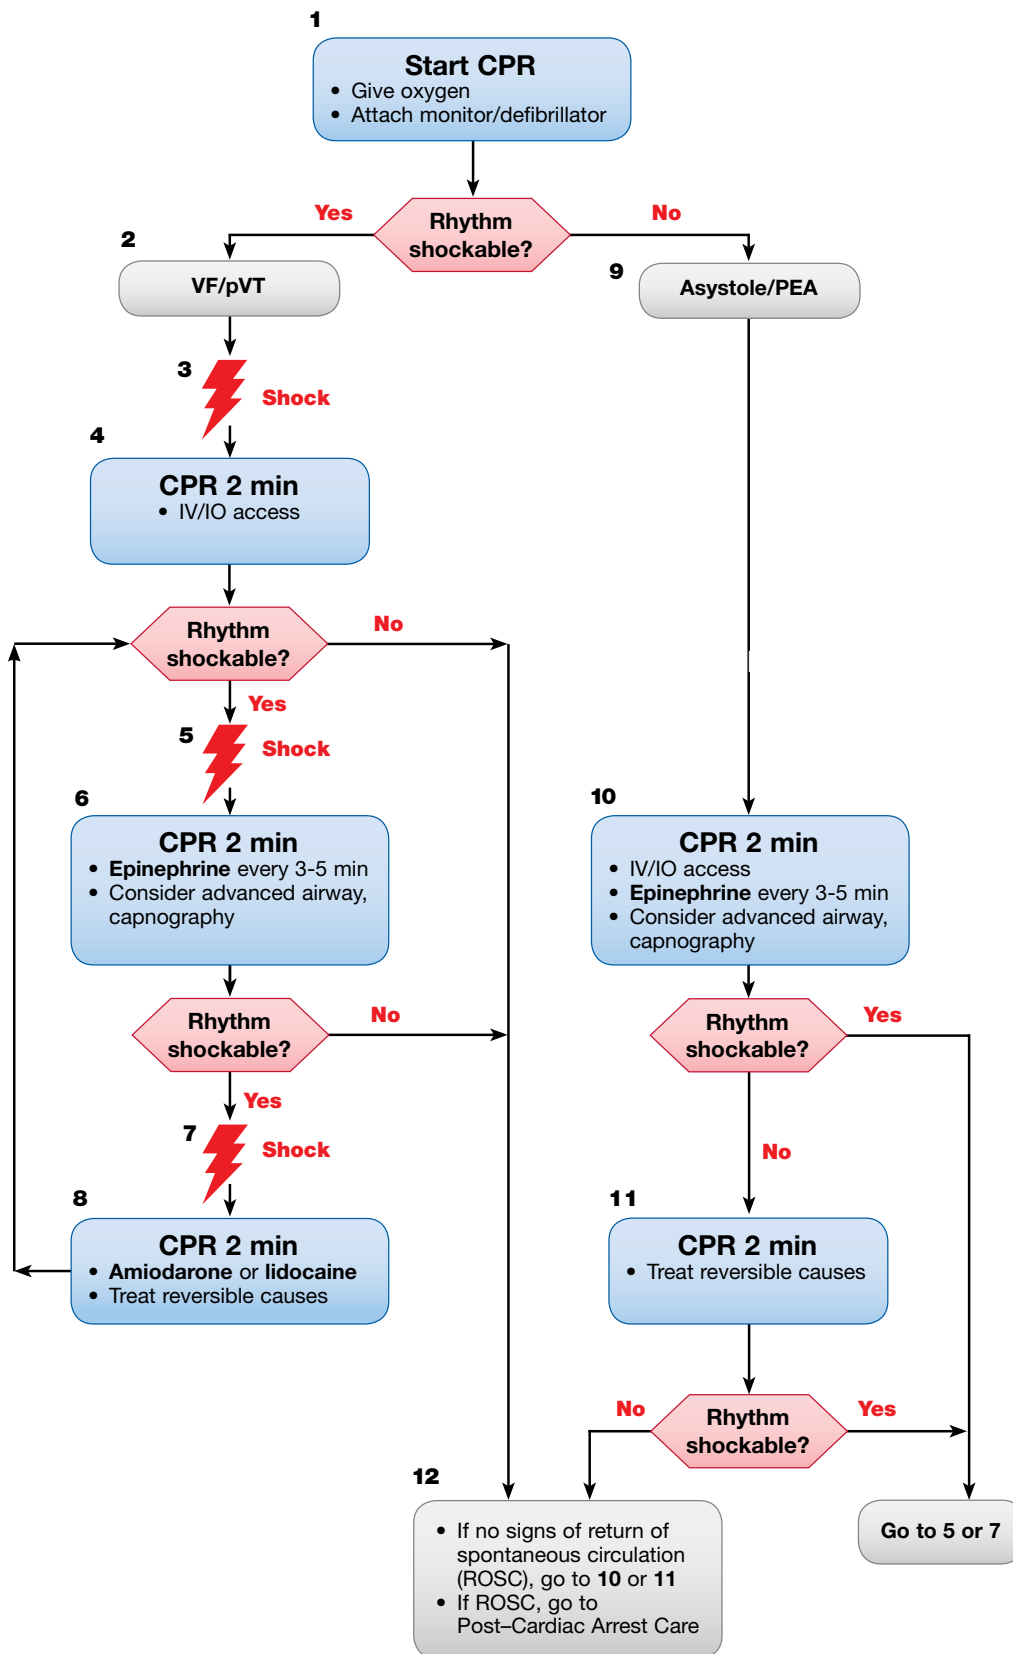 1
Start CPR
• Give oxygen
• Attach monitor/defibrillator
Rhythm
shockable?
Yes
No
2
VF/pVT
9
Asystole/PEA
3
Shock
4
CPR 2 min
• IV/IO access
Rhythm
shockable?
No
Yes
5
Shock
6
CPR 2 min
• Epinephrine every 3-5 min
• Consider advanced airway,
capnography
10
CPR 2 min
• IV/IO access
• Epinephrine every 3-5 min
• Consider advanced airway,
capnography
Rhythm
shockable?
No
Yes
Rhythm
shockable?
Yes
No
7
Shock
8
CPR 2 min
• Amiodarone or lidocaine
• Treat reversible causes
11
CPR 2 min
• Treat reversible causes
Rhythm
shockable?
No
Yes
12
• If no signs of return of
spontaneous circulation
(ROSC), go to 10 or 11
• If ROSC, go to
Post–Cardiac Arrest Care
Go to 5 or 7